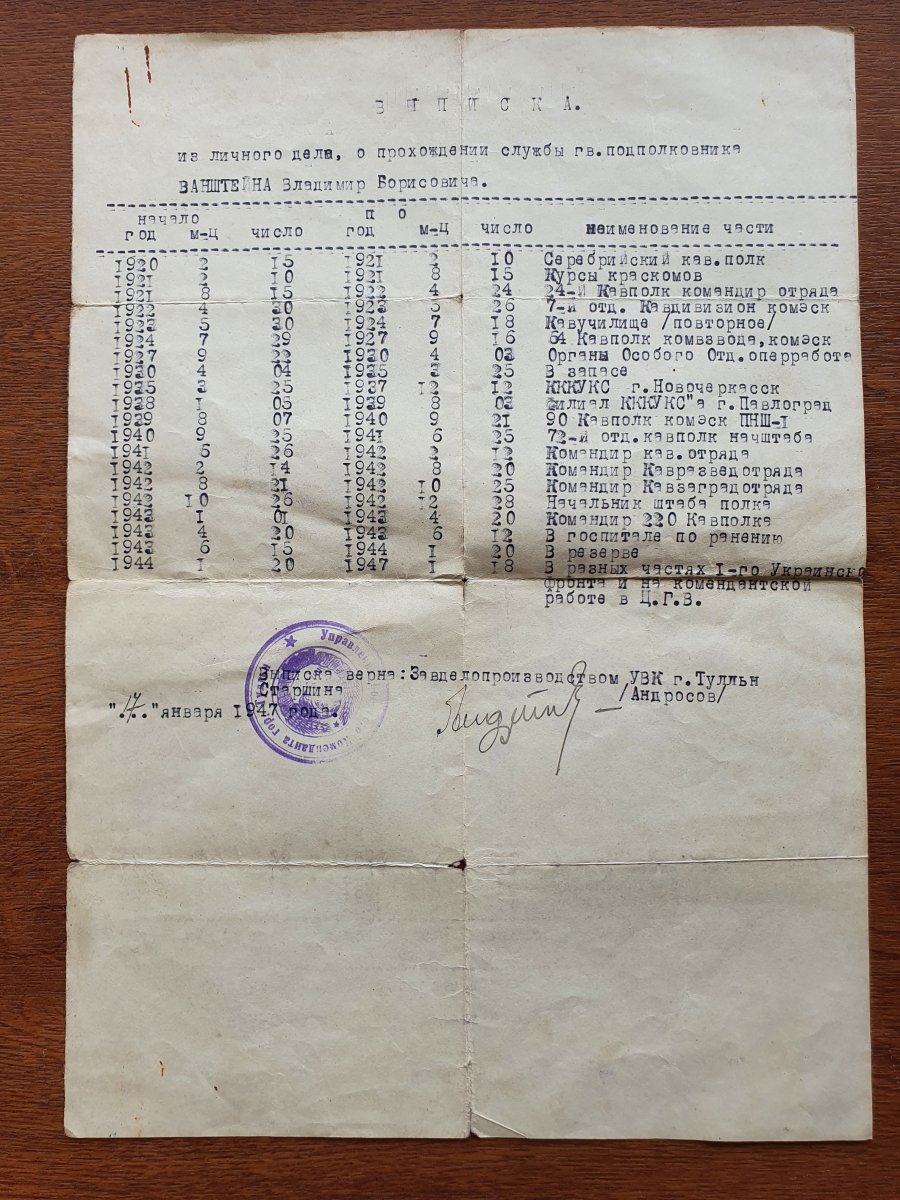 ВЫПИСКА.
из личного дела, о прохождении службы гв.подполковника
ВАНШТЕЙНА Владимир Борисовича.
начало ПО
год м-ц число год м-ц число наименование части
1920 2 15 1921 2 10 Серебрийский кав.полк
1921 2 10 1921 8 15 Курсы краскомов
1921 8 15 1922 4 24 24-й Кавполк командир отряда
1922 4 30 1923 5 26 7-й отд. Кавдивизион комэск
1923 5 30 1924 7 18 Кавучилище /повторное/
1924 7 29 1927 9 16 64 Кавполк комвзвода,комэск
1927 9 22 1930 4 03 Органы Особого Отд.оперработа
1930 4 04 1935 3 25 В запасе
1935 3 25 1937 12 12 КККУКС г.Новочеркасск
1938 1 05 1939 8 03 Филиал КККУКС"а г.Павлоград
1939 8 07 1940 9 21 90 Кавполк комэск ПНШ-1
1940 9 25 1941 6 25 72-й отд.кавполк начштаба
1941 5 26 1942 2 12 Командир кав.отряда
1942 2 14 1942 8 20 Командир Кавразведотряда
1942 8 21 1942 10 25 Командир Кавзаградотряда
1942 10 26 1942 12 28 Начальник штаба полка
1943 1 01 1943 4 20 Командир 220 Кавполка
1943 4 20 1943 6 12 В госпитале по ранению
1943 6 15 1944 1 20 В резерве
1944 1 20 1947 1 18 В разных частях 1-го Украинск
фронта и на комендантской
работе в Ц.Г.В.
Выписка верна:Завделопроизводством УВК г.Тулльн
Старшина /Андросов/
".17."января 1947 года.